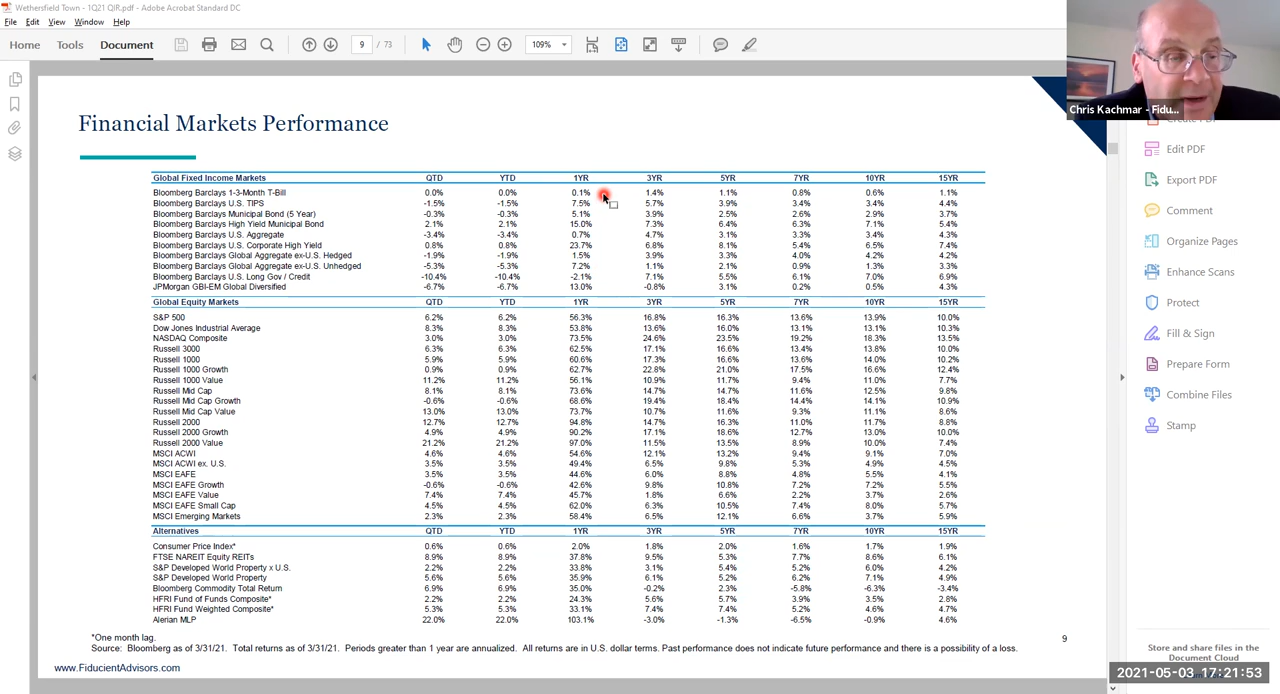 Wethersfield Town - 1Q21 QIR.pdf - Adobe Acrobat Standard DC
File Edit View Window Help
Home Tools Document 9 / 73 109%
Chris Kachmar - Fidu...
Financial Markets Performance
Global Fixed Income Markets QTD YTD 1YR 3YR 5YR 7YR 10YR 15YR
Bloomberg Barclays 1-3-Month T-Bill 0.0% 0.0% 0.1% 1.4% 1.1% 0.8% 0.6% 1.1%
Bloomberg Barclays U.S. TIPS -1.5% -1.5% 7.5% 5.7% 3.9% 3.4% 3.4% 4.4%
Bloomberg Barclays Municipal Bond (5 Year) -0.3% -0.3% 5.1% 3.9% 2.5% 2.6% 2.9% 3.7%
Bloomberg Barclays High Yield Municipal Bond 2.1% 2.1% 15.0% 7.3% 6.4% 6.3% 7.1% 5.4%
Bloomberg Barclays U.S. Aggregate -3.4% -3.4% 0.7% 4.7% 3.1% 3.3% 3.4% 4.3%
Bloomberg Barclays U.S. Corporate High Yield 0.8% 0.8% 23.7% 6.8% 8.1% 5.4% 6.5% 7.4%
Bloomberg Barclays Global Aggregate ex-U.S. Hedged -1.9% -1.9% 1.5% 3.9% 3.3% 4.0% 4.2% 4.2%
Bloomberg Barclays Global Aggregate ex-U.S. Unhedged -5.3% -5.3% 7.2% 1.1% 2.1% 0.9% 1.3% 3.3%
Bloomberg Barclays U.S. Long Gov / Credit -10.4% -10.4% -2.1% 7.1% 5.5% 6.1% 7.0% 6.9%
JPMorgan GBI-EM Global Diversified -6.7% -6.7% 13.0% -0.8% 3.1% 0.2% 0.5% 4.3%
Global Equity Markets QTD YTD 1YR 3YR 5YR 7YR 10YR 15YR
S&P 500 6.2% 6.2% 56.3% 16.8% 16.3% 13.6% 13.9% 10.0%
Dow Jones Industrial Average 8.3% 8.3% 53.8% 13.6% 16.0% 13.1% 13.1% 10.3%
NASDAQ Composite 3.0% 3.0% 73.5% 24.6% 23.5% 19.2% 18.3% 13.5%
Russell 3000 6.3% 6.3% 62.5% 17.1% 16.6% 13.4% 13.8% 10.0%
Russell 1000 5.9% 5.9% 60.6% 17.3% 16.6% 13.6% 14.0% 10.2%
Russell 1000 Growth 0.9% 0.9% 62.7% 22.8% 21.0% 17.5% 16.6% 12.4%
Russell 1000 Value 11.2% 11.2% 56.1% 10.9% 11.7% 9.4% 11.0% 7.7%
Russell Mid Cap 8.1% 8.1% 73.6% 14.7% 14.7% 11.6% 12.5% 9.8%
Russell Mid Cap Growth -0.6% -0.6% 68.6% 19.4% 18.4% 14.4% 14.1% 10.9%
Russell Mid Cap Value 13.0% 13.0% 73.7% 10.7% 11.6% 9.3% 11.1% 8.6%
Russell 2000 12.7% 12.7% 94.8% 14.7% 16.3% 11.0% 11.7% 8.8%
Russell 2000 Growth 4.9% 4.9% 90.2% 17.1% 18.6% 12.7% 13.0% 10.0%
Russell 2000 Value 21.2% 21.2% 97.0% 11.5% 13.5% 8.9% 10.0% 7.4%
MSCI ACWI 4.6% 4.6% 54.6% 12.1% 13.2% 9.4% 9.1% 7.0%
MSCI ACWI ex. U.S. 3.5% 3.5% 49.4% 6.5% 9.8% 5.3% 4.9% 4.5%
MSCI EAFE 3.5% 3.5% 44.6% 6.0% 8.8% 4.8% 5.5% 4.1%
MSCI EAFE Growth -0.6% -0.6% 42.6% 9.8% 10.8% 7.2% 7.2% 5.5%
MSCI EAFE Value 7.4% 7.4% 45.7% 1.8% 6.6% 2.2% 3.7% 2.6%
MSCI EAFE Small Cap 4.5% 4.5% 62.0% 6.3% 10.5% 7.4% 8.0% 5.7%
MSCI Emerging Markets 2.3% 2.3% 58.4% 6.5% 12.1% 6.6% 3.7% 5.9%
Alternatives QTD YTD 1YR 3YR 5YR 7YR 10YR 15YR
Consumer Price Index* 0.6% 0.6% 2.0% 1.8% 2.0% 1.6% 1.7% 1.9%
FTSE NAREIT Equity REITs 8.9% 8.9% 37.8% 9.5% 5.3% 7.7% 8.6% 6.1%
S&P Developed World Property x U.S. 2.2% 2.2% 33.8% 3.1% 5.4% 5.2% 6.0% 4.2%
S&P Developed World Property 5.6% 5.6% 35.9% 6.1% 5.2% 6.2% 7.1% 4.9%
Bloomberg Commodity Total Return 6.9% 6.9% 35.0% -0.2% 2.3% -5.8% -6.3% -3.4%
HFRI Fund of Funds Composite* 2.2% 2.2% 24.3% 5.6% 5.7% 3.9% 3.5% 2.8%
HFRI Fund Weighted Composite* 5.3% 5.3% 33.1% 7.4% 7.4% 5.2% 4.6% 4.7%
Alerian MLP 22.0% 22.0% 103.1% -3.0% -1.3% -6.5% -0.9% 4.6%
*One month lag.
Source: Bloomberg as of 3/31/21. Total returns as of 3/31/21. Periods greater than 1 year are annualized. All returns are in U.S. dollar terms. Past performance does not indicate future performance and there is a possibility of a loss.
9
www.FiducientAdvisors.com
Edit PDF
Export PDF
Comment
Organize Pages
Enhance Scans
Protect
Fill & Sign
Prepare Form
Combine Files
Stamp
Store and share files in the
Document Cloud
2021-05-03 17:21:53